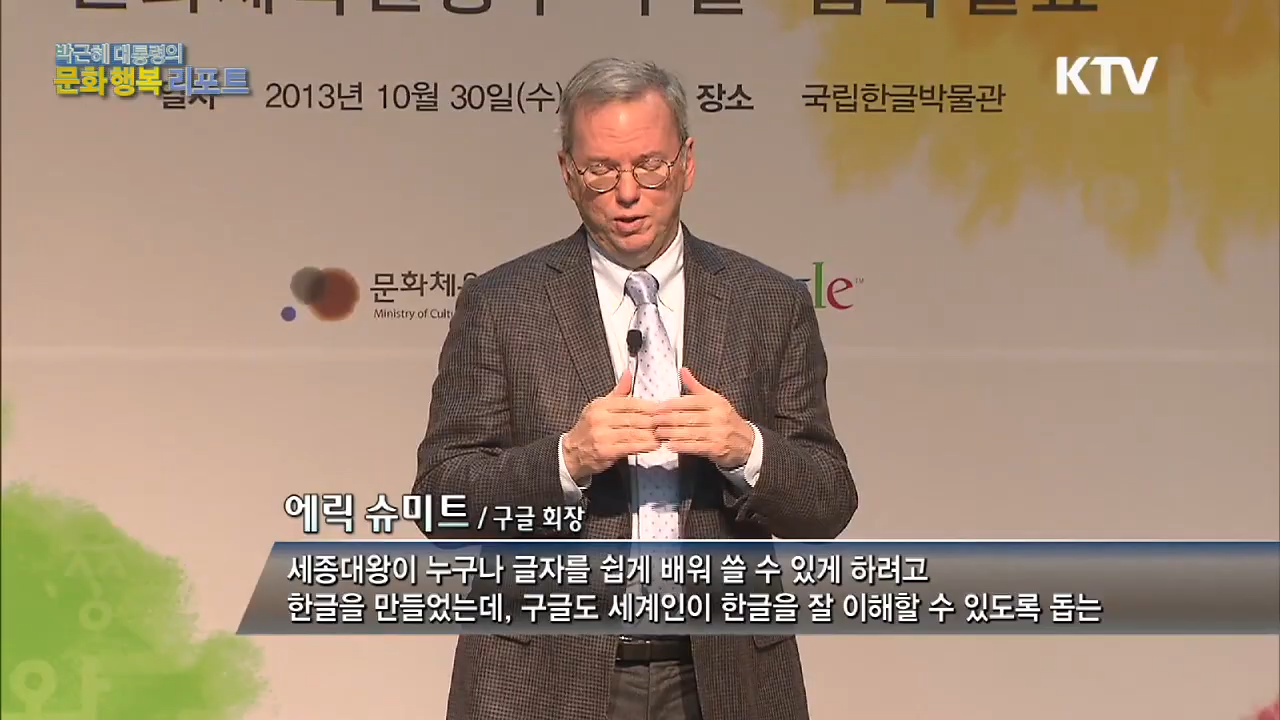 박근혜 대통령의
문화 행복 리포트
KTV
2013년 10월 30일(수)
장소 국립한글박물관
문화체
Ministry of
에릭 슈미트 / 구글 회장
세종대왕이 누구나 글자를 쉽게 배워 쓸 수 있게 하려고
한글을 만들었는데, 구글도 세계인이 한글을 잘 이해할 수 있도록 돕는